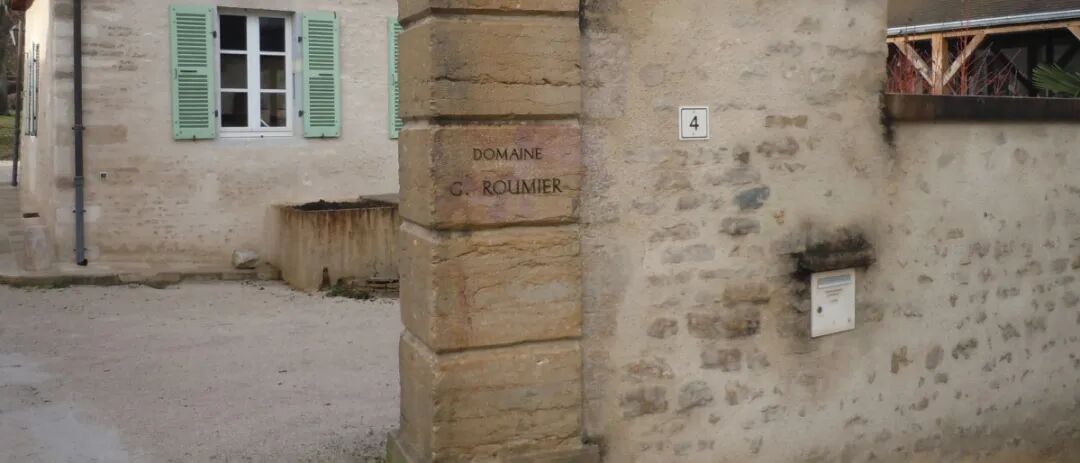 DOMAINE
G. ROUMIER
4